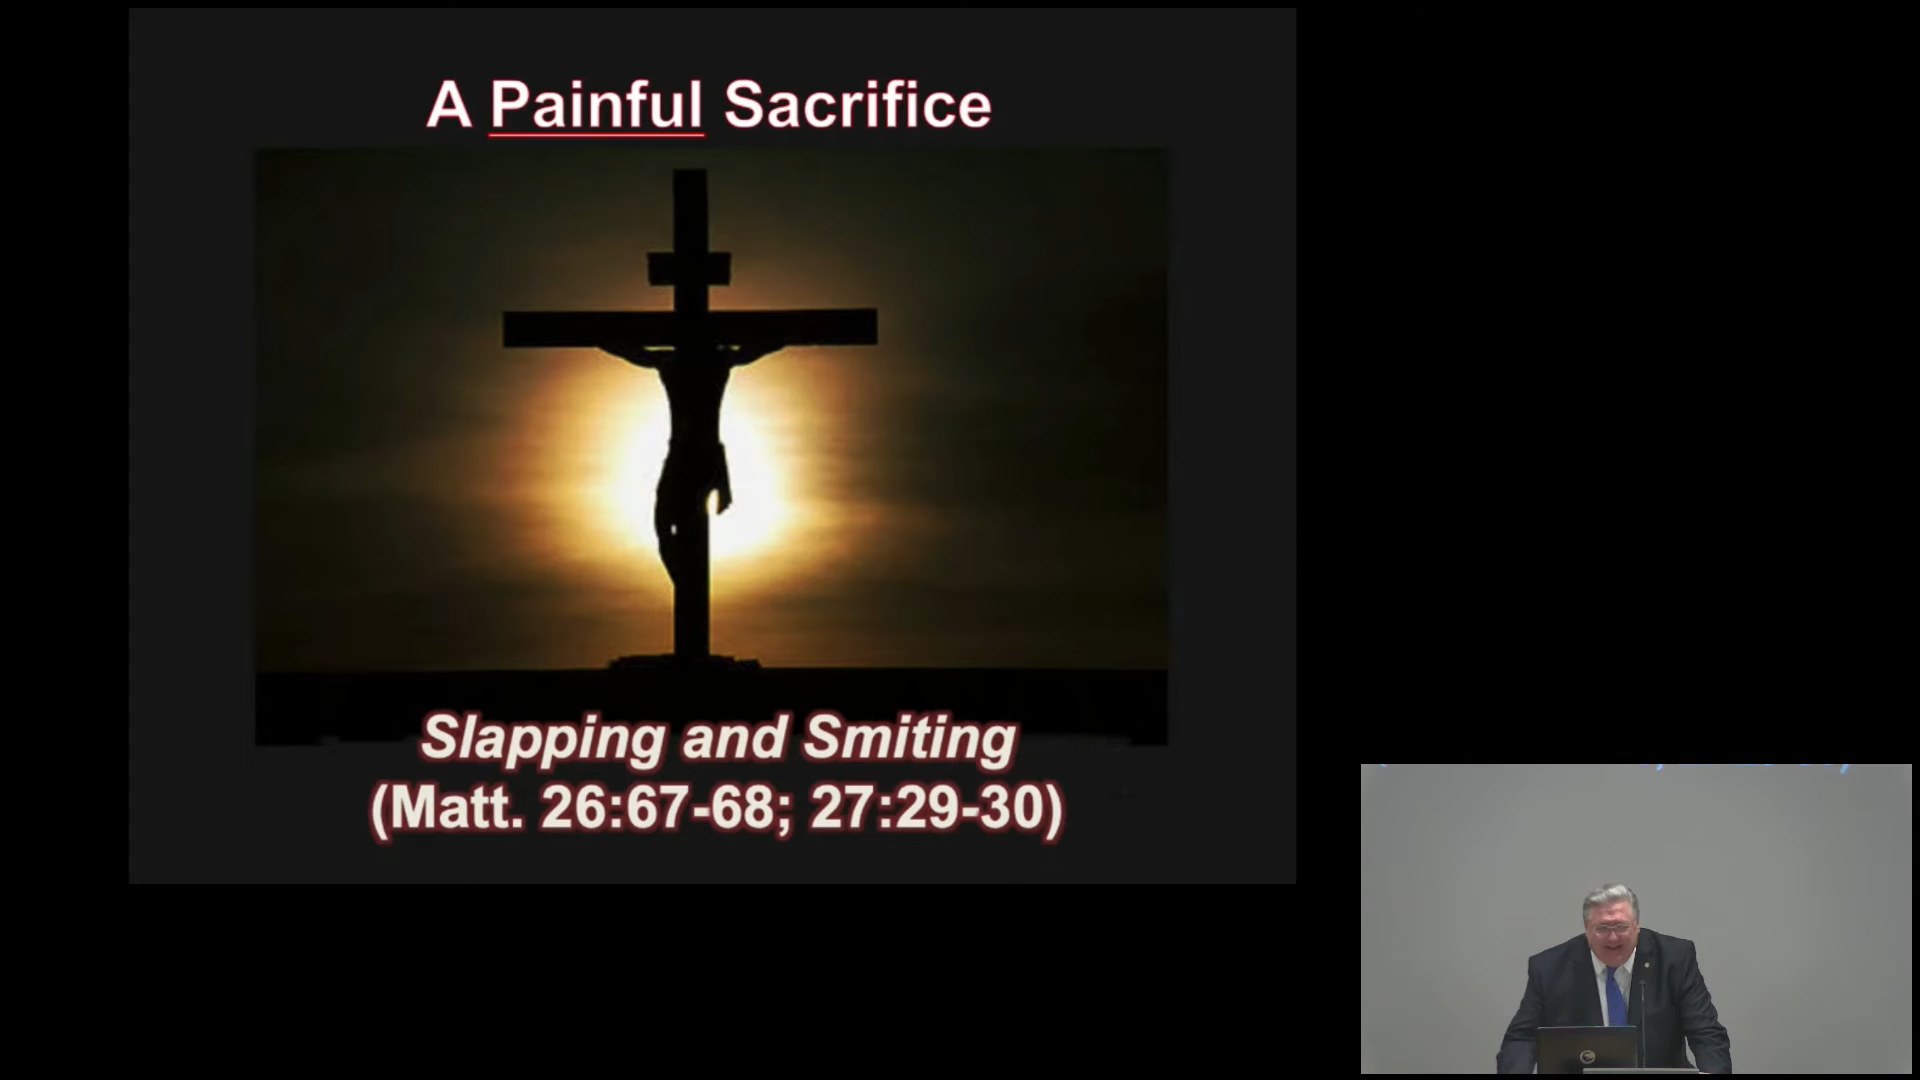 A Painful Sacrifice
Slapping and Smiting
(Matt. 26:67-68; 27:29-30)